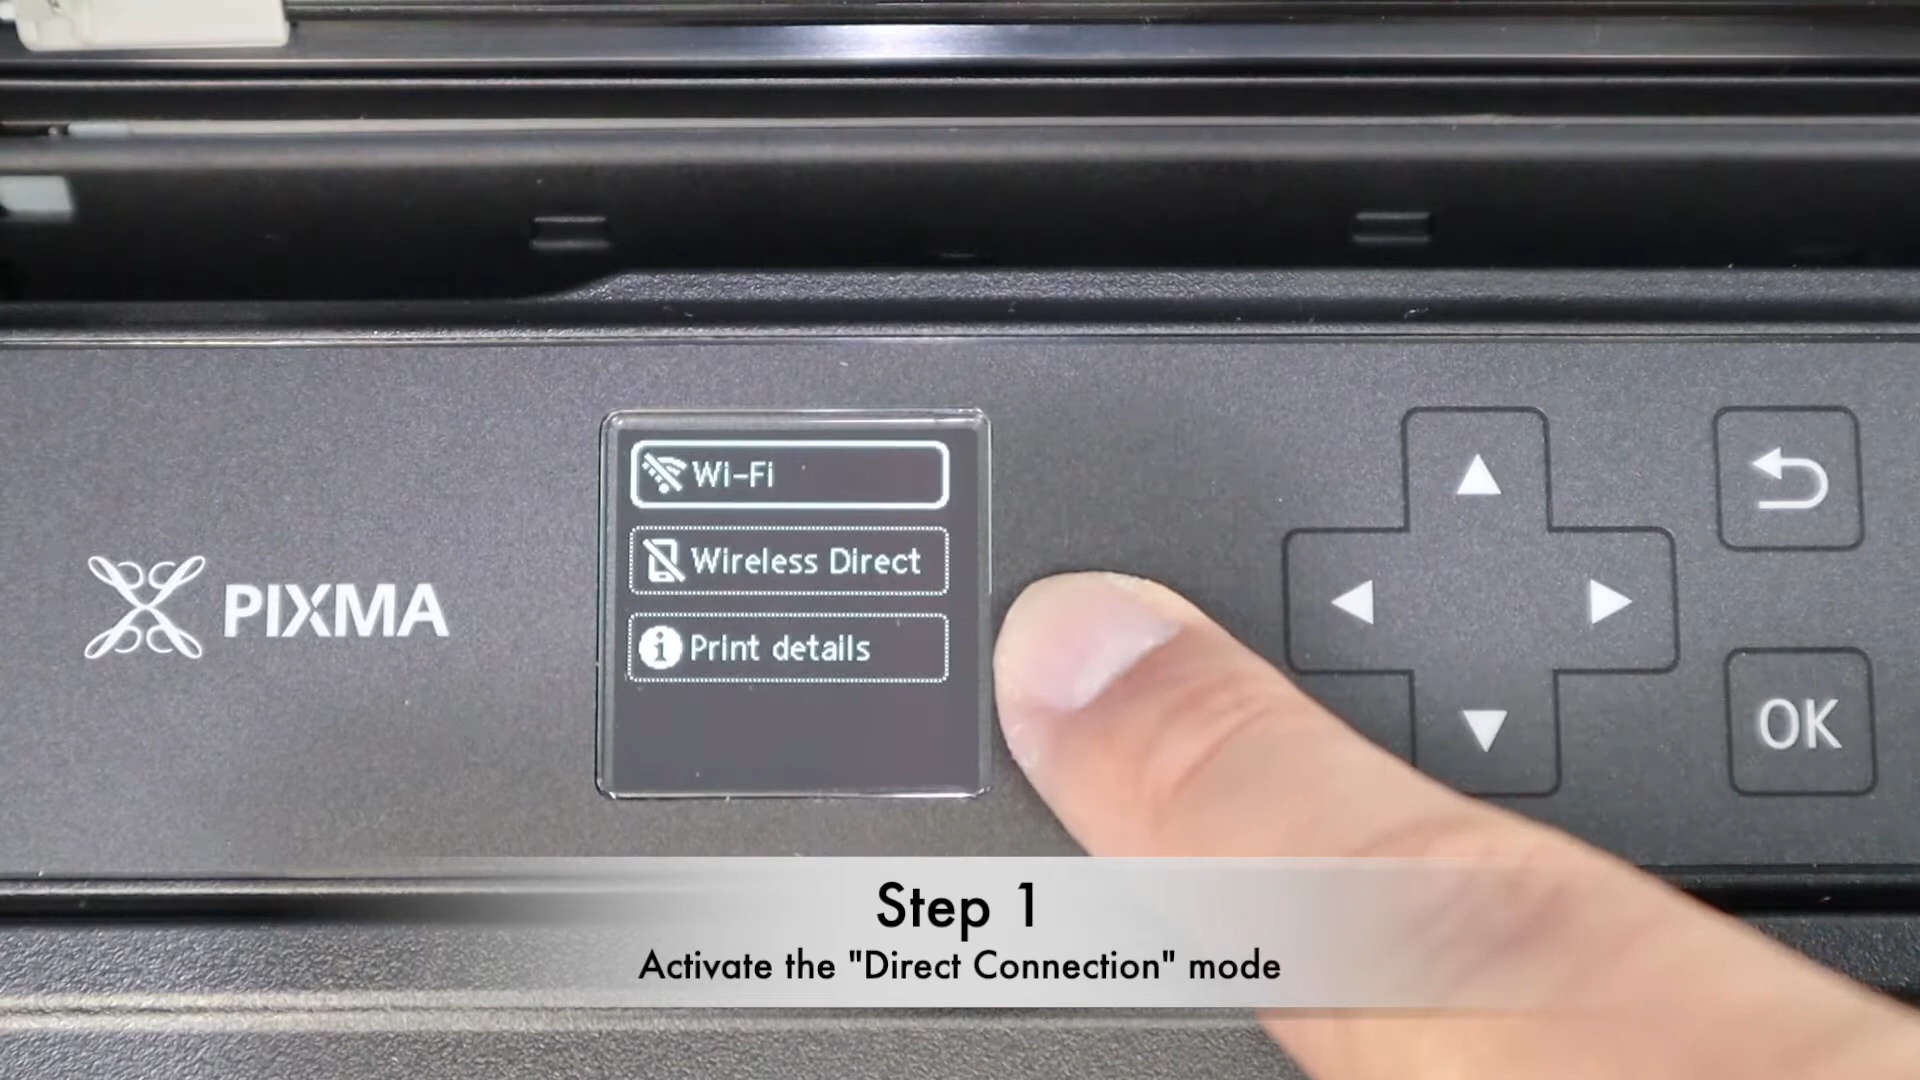 Wi-Fi
Wireless Direct
Print details
PIXMA
OK
Step 1
Activate the "Direct Connection" mode